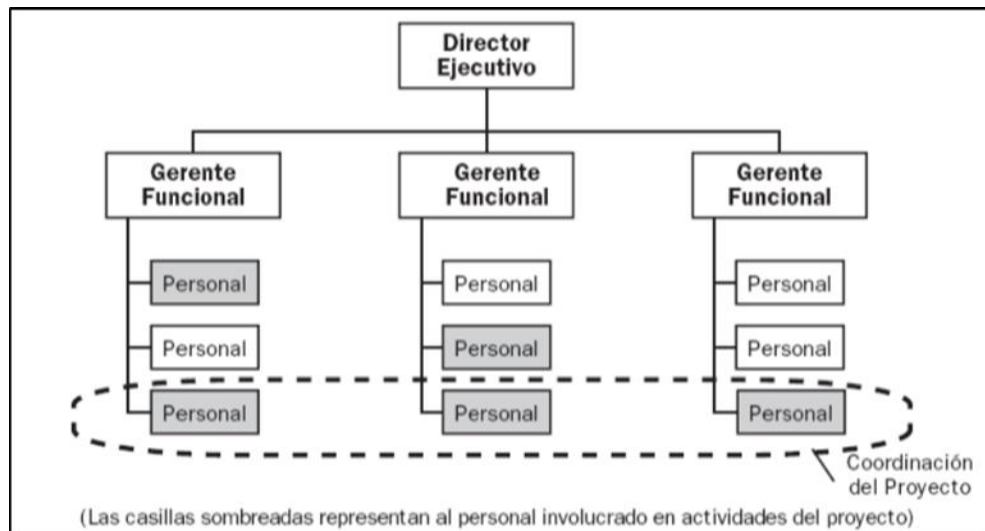 Director
Ejecutivo
Gerente
Funcional
Gerente
Funcional
Gerente
Funcional
Personal
Personal
Personal
Personal
Personal
Personal
Personal
Personal
Personal
Coordinación
del Proyecto
(Las casillas sombreadas representan al personal involucrado en actividades del proyecto)